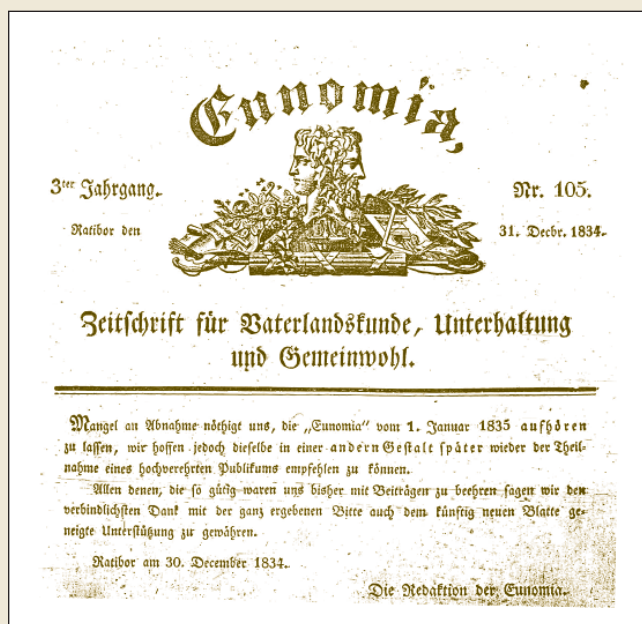 Eunomia,
3ter Jahrgang.
Nr. 105.
Ratibor den
31. Decbr. 1834.
Zeitschrift für Vaterlandskunde, Unterhaltung
und Gemeinwohl.
Mangel an Abnahme nöthigt uns, die „Eunomia“ vom 1. Januar 1835 aufhören
zu lassen, wir hoffen jedoch dieselbe in einer andern Gestalt später wieder der Theil-
nahme eines hochverehrten Publikums empfehlen zu können.
Allen denen, die so gütig waren uns bisher mit Beiträgen zu beehren sagen wir den
verbindlichsten Dank mit der ganz ergebenen Bitte auch dem künftig neuen Blatte ge-
neigte Unterstützung zu gewähren.
Ratibor am 30. December 1834.
Die Redaktion der Eunomia.